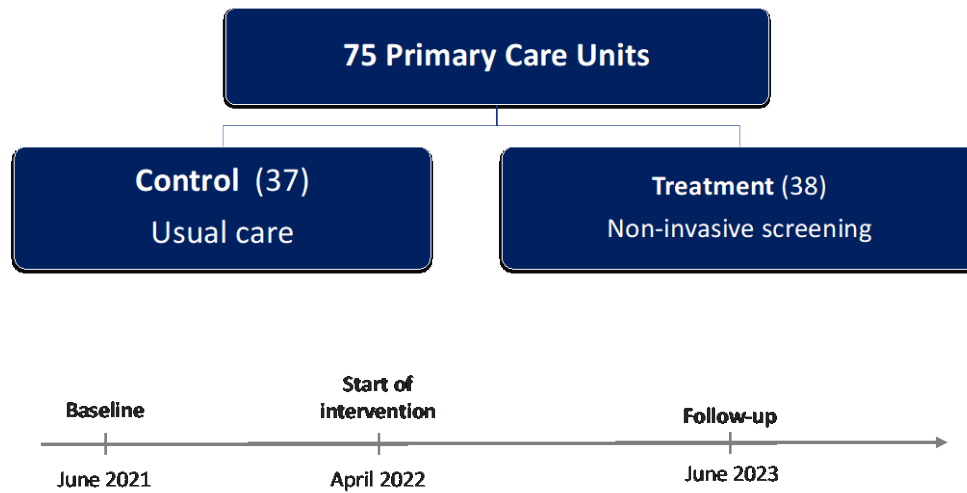 75 Primary Care Units
Control (37)
Usual care
Treatment (38)
Non-invasive screening
Baseline
Start of
intervention
Follow-up
June 2021
April 2022
June 2023